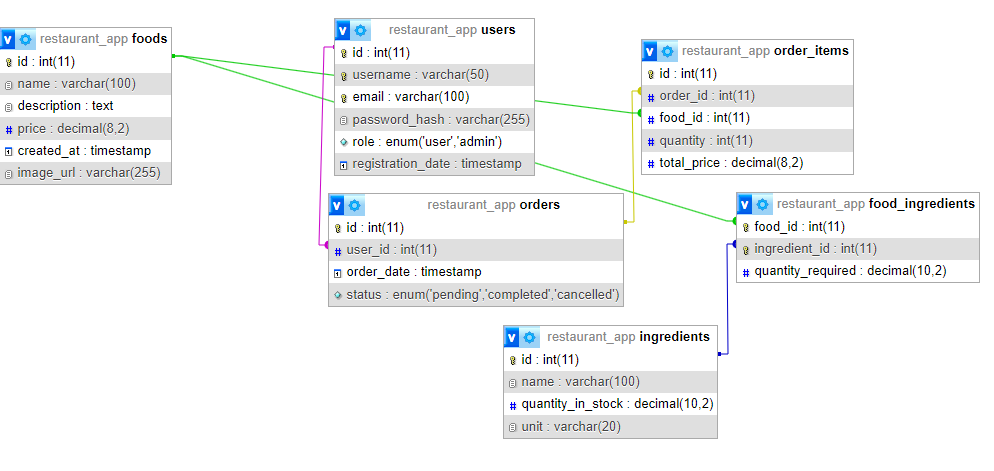 restaurant_app foods
id : int(11)
name : varchar(100)
description : text
price : decimal(8,2)
created_at : timestamp
image_url : varchar(255)
restaurant_app users
id : int(11)
username : varchar(50)
email : varchar(100)
password_hash : varchar(255)
role : enum('user','admin')
registration_date : timestamp
restaurant_app order_items
id : int(11)
order_id : int(11)
food_id : int(11)
quantity : int(11)
total_price : decimal(8,2)
restaurant_app orders
id : int(11)
user_id : int(11)
order_date : timestamp
status : enum('pending','completed','cancelled')
restaurant_app food_ingredients
food_id : int(11)
ingredient_id : int(11)
quantity_required : decimal(10,2)
restaurant_app ingredients
id : int(11)
name : varchar(100)
quantity_in_stock : decimal(10,2)
unit : varchar(20)